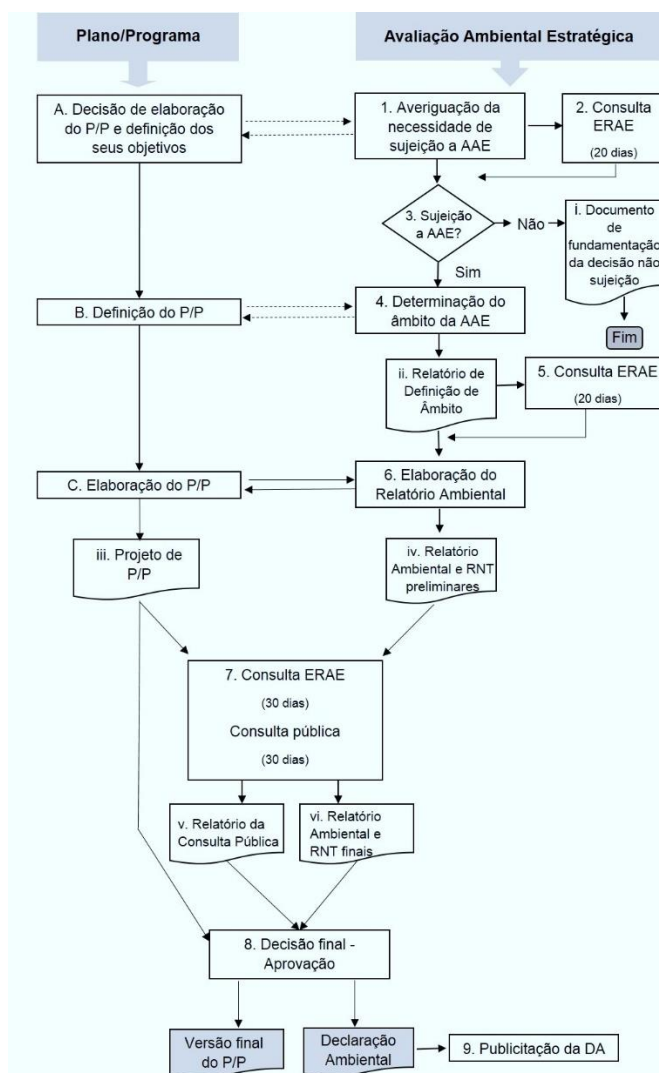 Plano/Programa
Avaliação Ambiental Estratégica
A. Decisão de elaboração
do P/P e definição dos
seus objetivos
1. Averiguação da
necessidade de
sujeição a AAE
2. Consulta
ERAE
(20 dias)
3. Sujeição
a AAE?
Não
i. Documento
de
fundamentação
da decisão não
sujeição
Sim
Fim
B. Definição do P/P
4. Determinação do
âmbito da AAE
ii. Relatório de
Definição de
Âmbito
5. Consulta ERAE
(20 dias)
C. Elaboração do P/P
6. Elaboração do
Relatório Ambiental
iii. Projeto de
P/P
iv. Relatório
Ambiental e RNT
preliminares
7. Consulta ERAE
(30 dias)
Consulta pública
(30 dias)
v. Relatório da
Consulta Pública
vi. Relatório
Ambiental e
RNT finais
8. Decisão final -
Aprovação
Versão final
do P/P
Declaração
Ambiental
9. Publicitação da DA